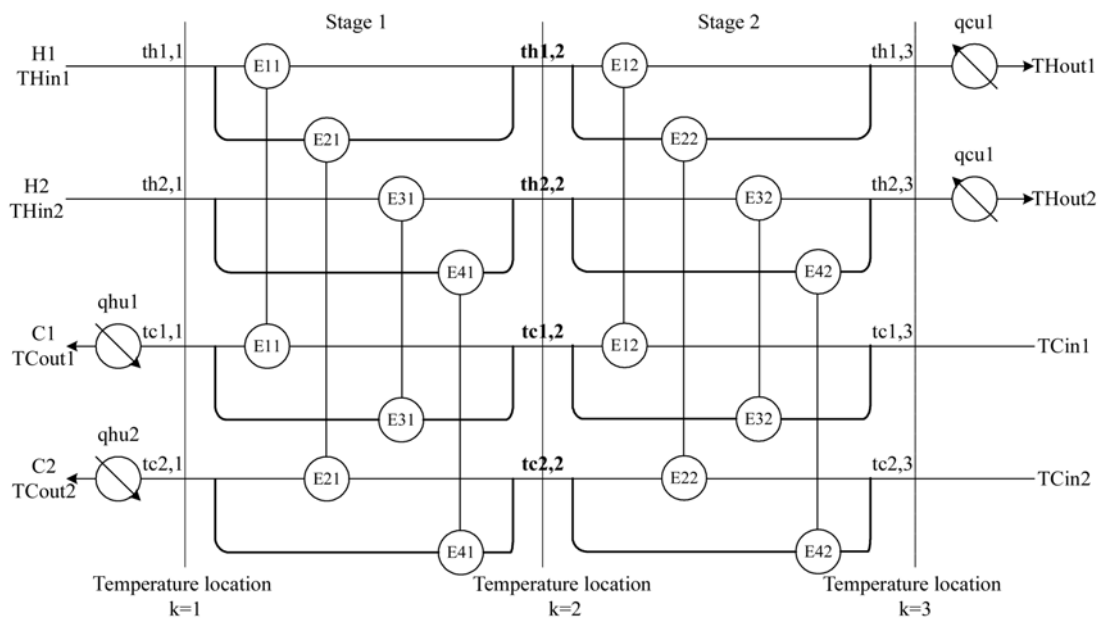 Stage 1
Stage 2
H1
THin1
th1,1
E11
th1,2
E12
th1,3
qcu1
THout1
E21
E22
H2
THin2
th2,1
E31
th2,2
E32
th2,3
qcu1
THout2
E41
E42
qhu1
C1
TCout1
tc1,1
E11
tc1,2
E12
tc1,3
TCin1
E31
E32
qhu2
C2
TCout2
tc2,1
E21
tc2,2
E22
tc2,3
TCin2
E41
E42
Temperature location
k=1
Temperature location
k=2
Temperature location
k=3